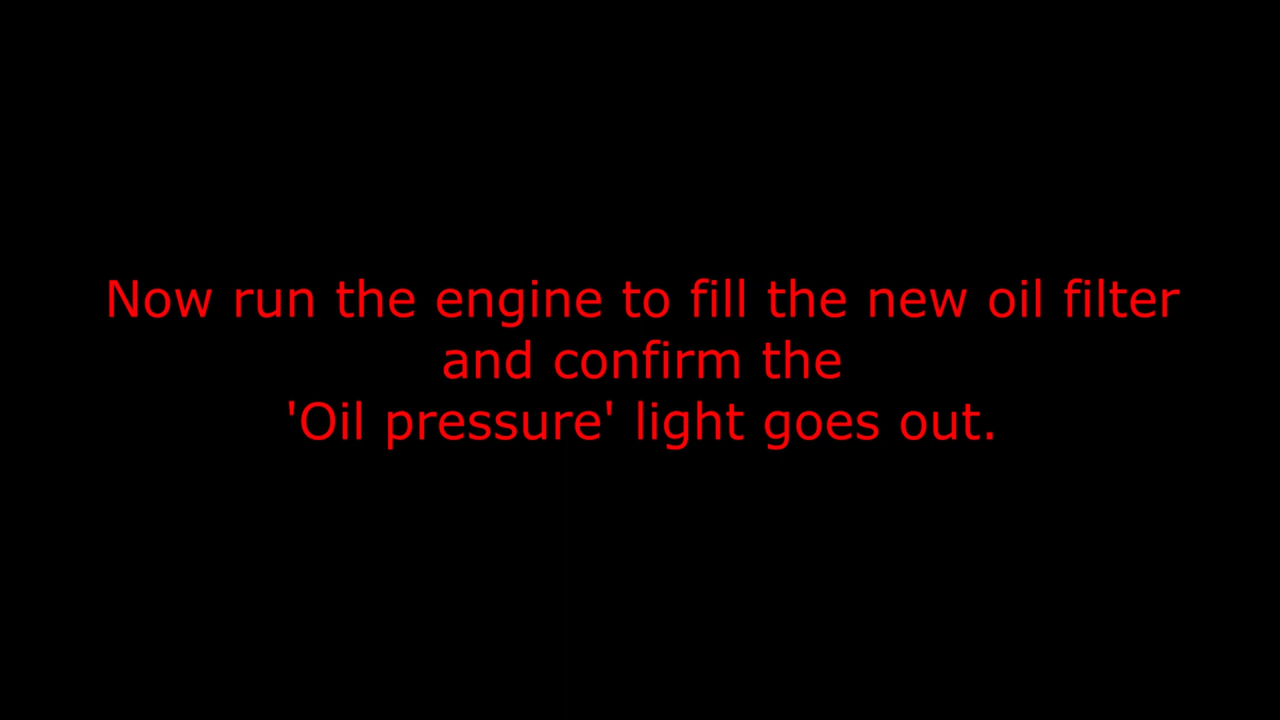 Now run the engine to fill the new oil filter
and confirm the
'Oil pressure' light goes out.